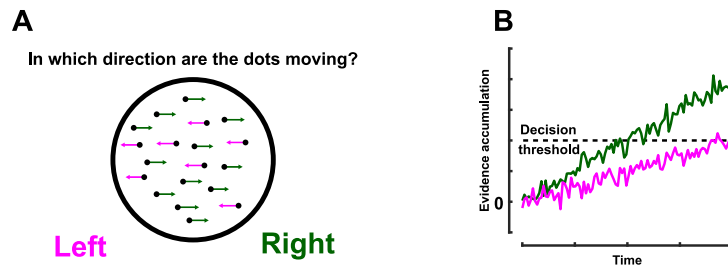 A
In which direction are the dots moving?
Left
Right
B
Evidence accumulation
Decision
threshold
0
Time